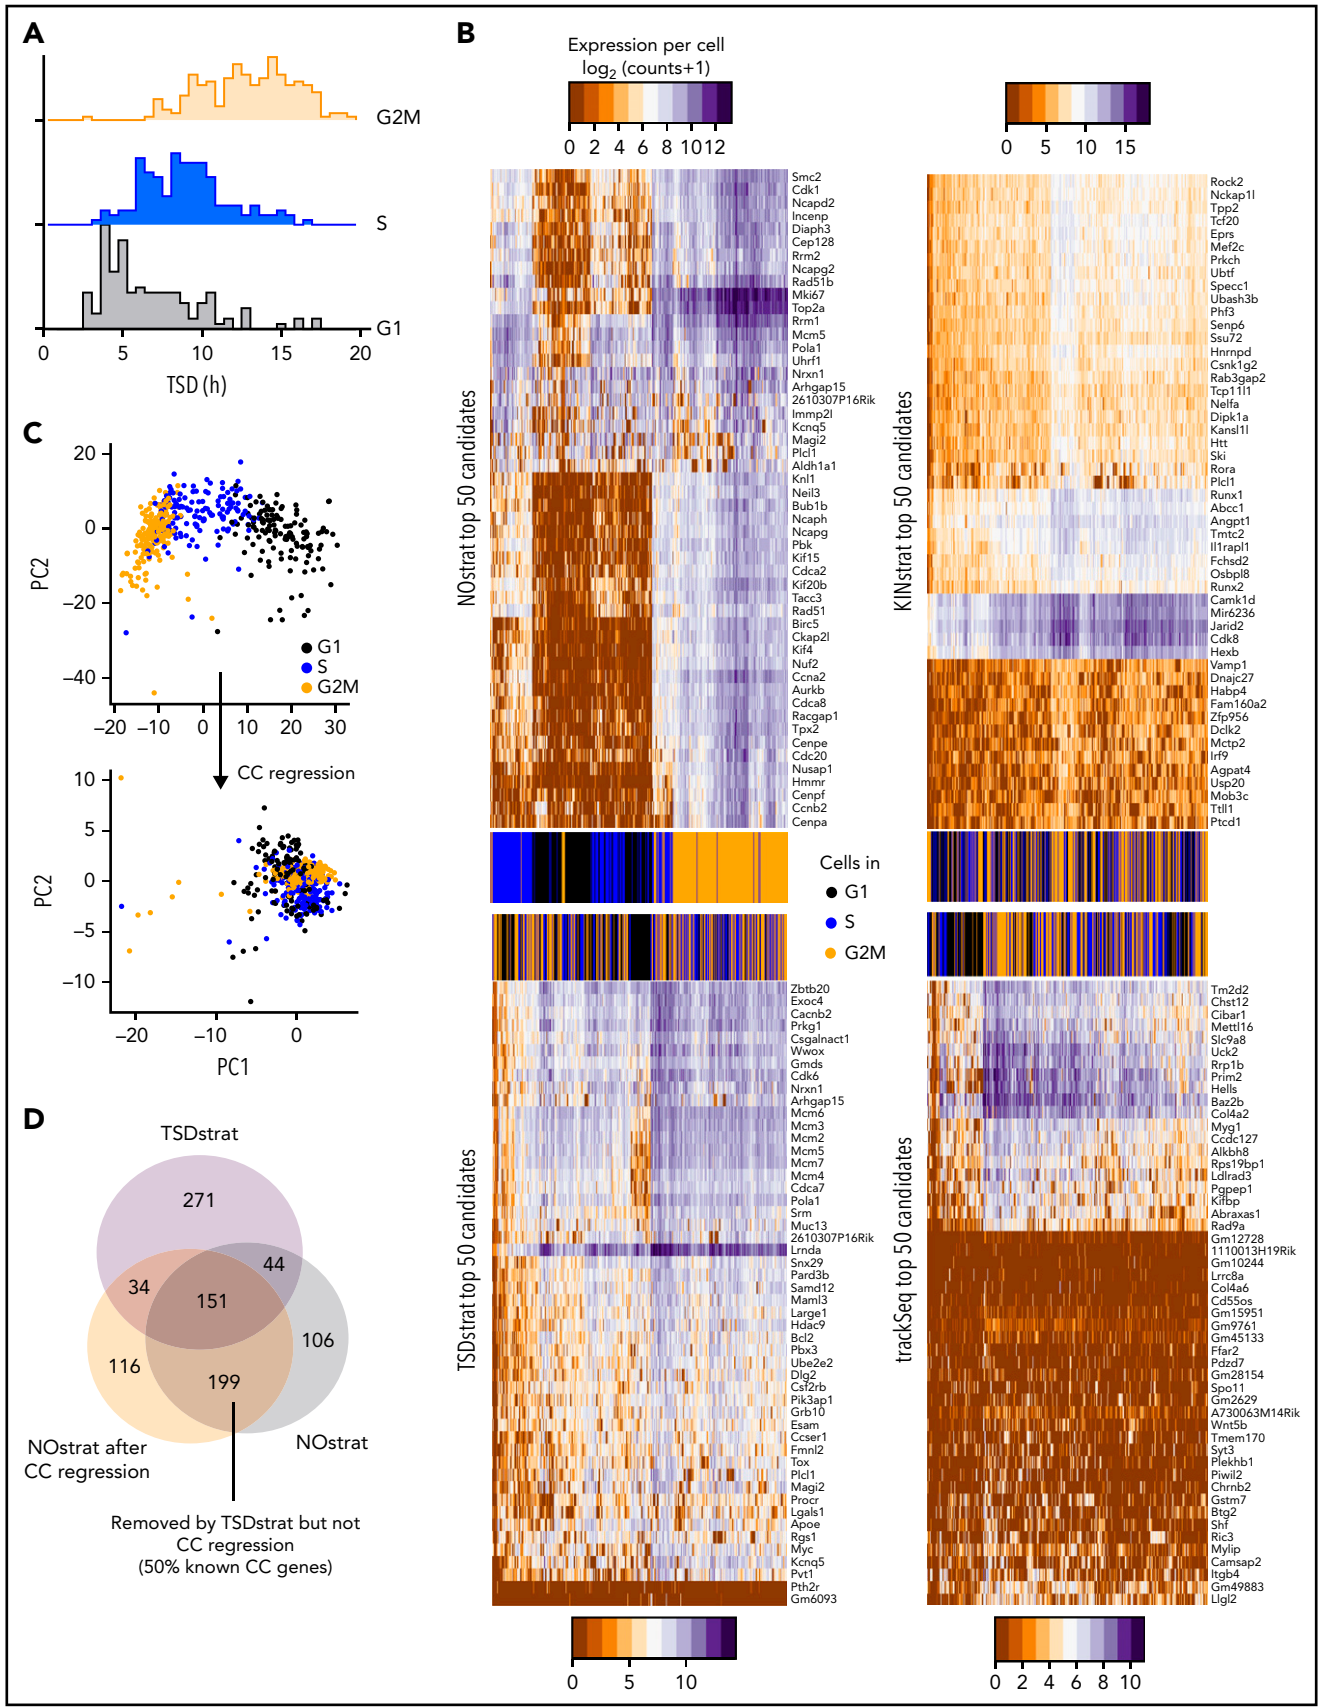 A
G2M
S
G1
0 5 10 15 20
TSD (h)
B
Expression per cell
log2 (counts+1)
0 2 4 6 8 10 12
NOstrat top 50 candidates
Smc2
Cdk1
Ncapd2
Incenp
Diaph3
Cep128
Rrm2
Ncapg2
Rad51b
Mki67
Top2a
Rrm1
Mcm5
Pola1
Uhrf1
Nrxn1
Arhgap15
2610307P16Rik
Immp2l
Kcnq5
Magi2
Plcl1
Aldh1a1
Knl1
Neil3
Bub1b
Ncaph
Ncapg
Pbk
Kif15
Cdca2
Kif20b
Tacc3
Rad51
Birc5
Ckap2l
Kif4
Nuf2
Ccna2
Aurkb
Cdca8
Racgap1
Tpx2
Cenpe
Cdc20
Nusap1
Hmmr
Cenpf
Ccnb2
Cenpa
0 5 10 15
KINstrat top 50 candidates
Rock2
Nckap1l
Tpp2
Tcf20
Eprs
Mef2c
Prkch
Ubtf
Specc1
Ubash3b
Phf3
Senp6
Ssu72
Hnrnpd
Csnk1g2
Rab3gap2
Tcp11l1
Nelfa
Dipk1a
Kansl1l
Htt
Ski
Rora
Plcl1
Runx1
Abcc1
Angpt1
Tmtc2
Il1rapl1
Fchsd2
Osbpl8
Runx2
Camk1d
Mir6236
Jarid2
Cdk8
Hexb
Vamp1
Dnajc27
Habp4
Fam160a2
Zfp956
Dclk2
Mctp2
Irf9
Agpat4
Usp20
Mob3c
Ttll1
Ptcd1
Cells in
G1
S
G2M
TSDstrat top 50 candidates
Zbtb20
Exoc4
Cacnb2
Prkg1
Csgalnact1
Wwox
Gmds
Cdk6
Nrxn1
Arhgap15
Mcm6
Mcm3
Mcm2
Mcm5
Mcm7
Mcm4
Cdca7
Pola1
Srm
Muc13
2610307P16Rik
Lrnda
Snx29
Pard3b
Samd12
Maml3
Large1
Hdac9
Bcl2
Pbx3
Ube2e2
Dlg2
Csf2rb
Pik3ap1
Grb10
Esam
Ccser1
Fmnl2
Tox
Plcl1
Magi2
Procr
Lgals1
Apoe
Rgs1
Myc
Kcnq5
Pvt1
Pth2r
Gm6093
0 5 10
trackSeq top 50 candidates
Tm2d2
Chst12
Cibar1
Mettl16
Slc9a8
Uck2
Rrp1b
Prim2
Hells
Baz2b
Col4a2
Myg1
Ccdc127
Alkbh8
Rps19bp1
Ldlrad3
Pgpep1
Kifbp
Abraxas1
Rad9a
Gm12728
1110013H19Rik
Gm10244
Lrrc8a
Col4a6
Cd55os
Gm15951
Gm9761
Gm45133
Ffar2
Pdzd7
Gm28154
Spo11
Gm2629
A730063M14Rik
Wnt5b
Tmem170
Syt3
Plekhb1
Piwil2
Chrnb2
Gstm7
Btg2
Shf
Ric3
Mylip
Camsap2
Itgb4
Gm49883
Llgl2
0 2 4 6 8 10
C
20
0
−20
−40
PC2
G1
S
G2M
−20 −10 0 10 20 30
CC regression
10
5
0
−5
−10
PC2
−20 −10 0
PC1
D
TSDstrat
271
44
34
151
106
116
199
NOstrat after
CC regression
NOstrat
Removed by TSDstrat but not
CC regression
(50% known CC genes)